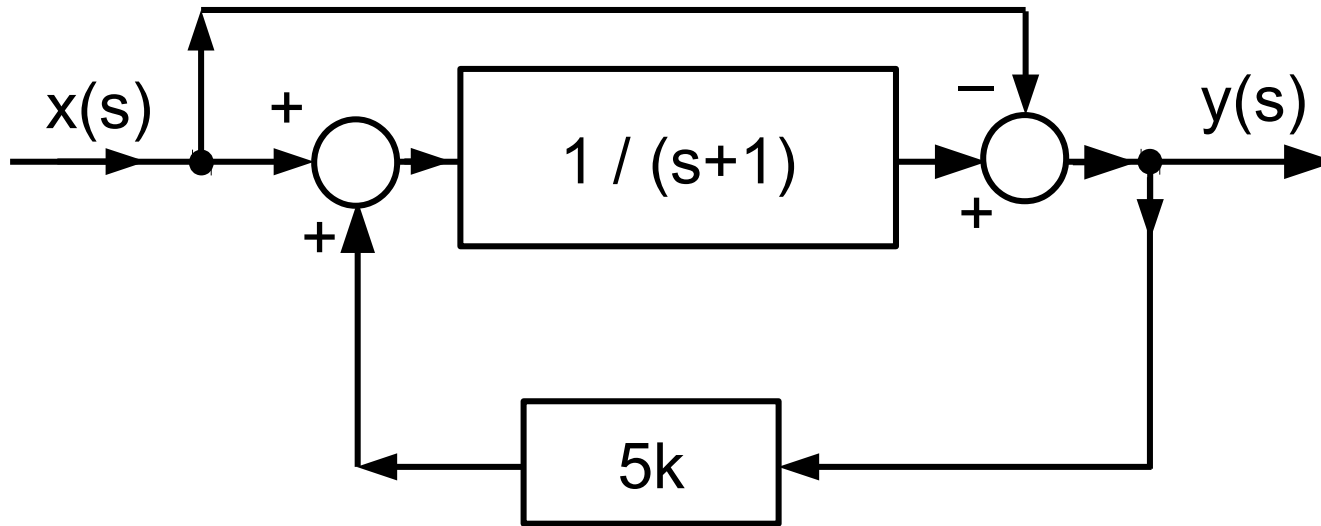 x(s)
+
+
1 / (s+1)
−
+
y(s)
5k